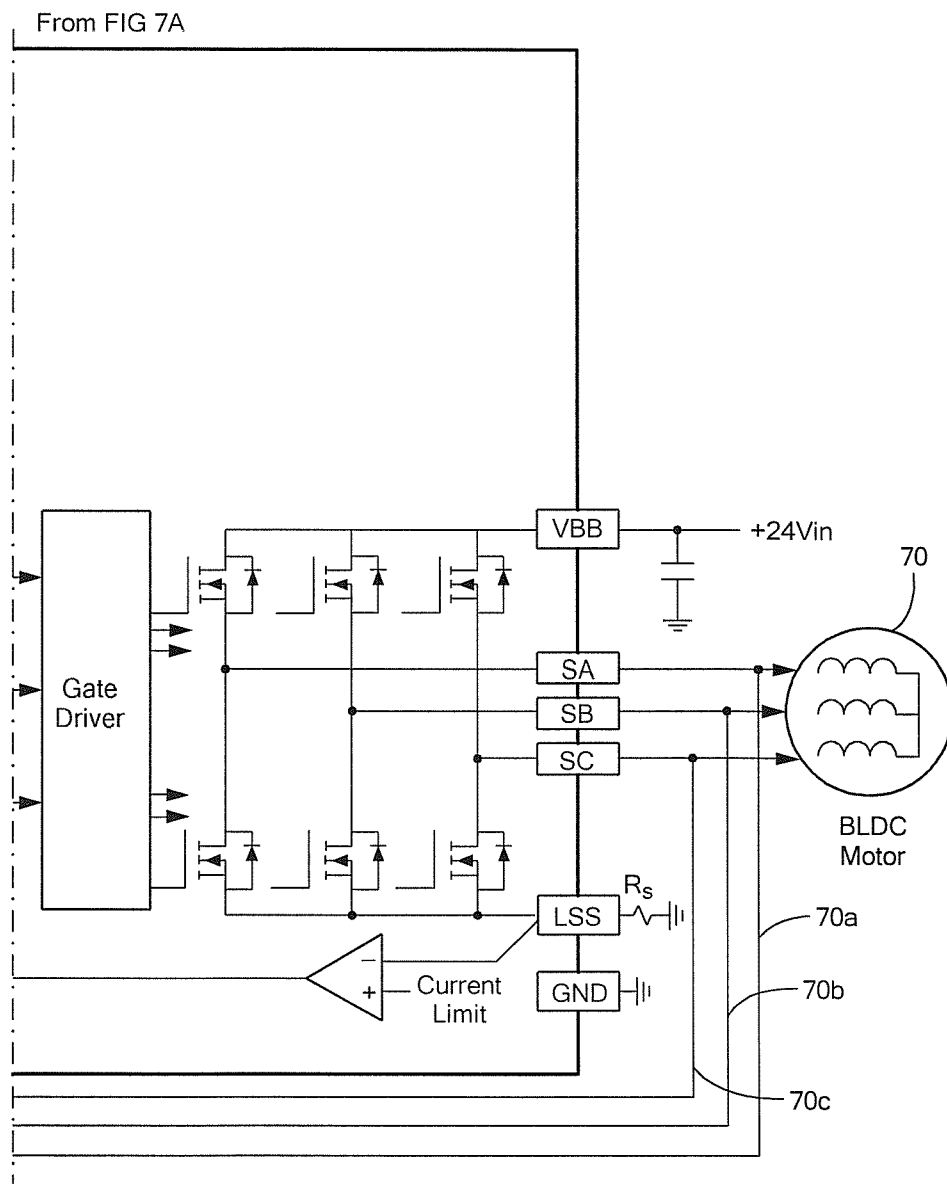 From FIG 7A
VBB
+24Vin
70
SA
SB
SC
Gate
Driver
BLDC
Motor
Rs
LSS
70a
−
+
Current
Limit
GND
70b
70c